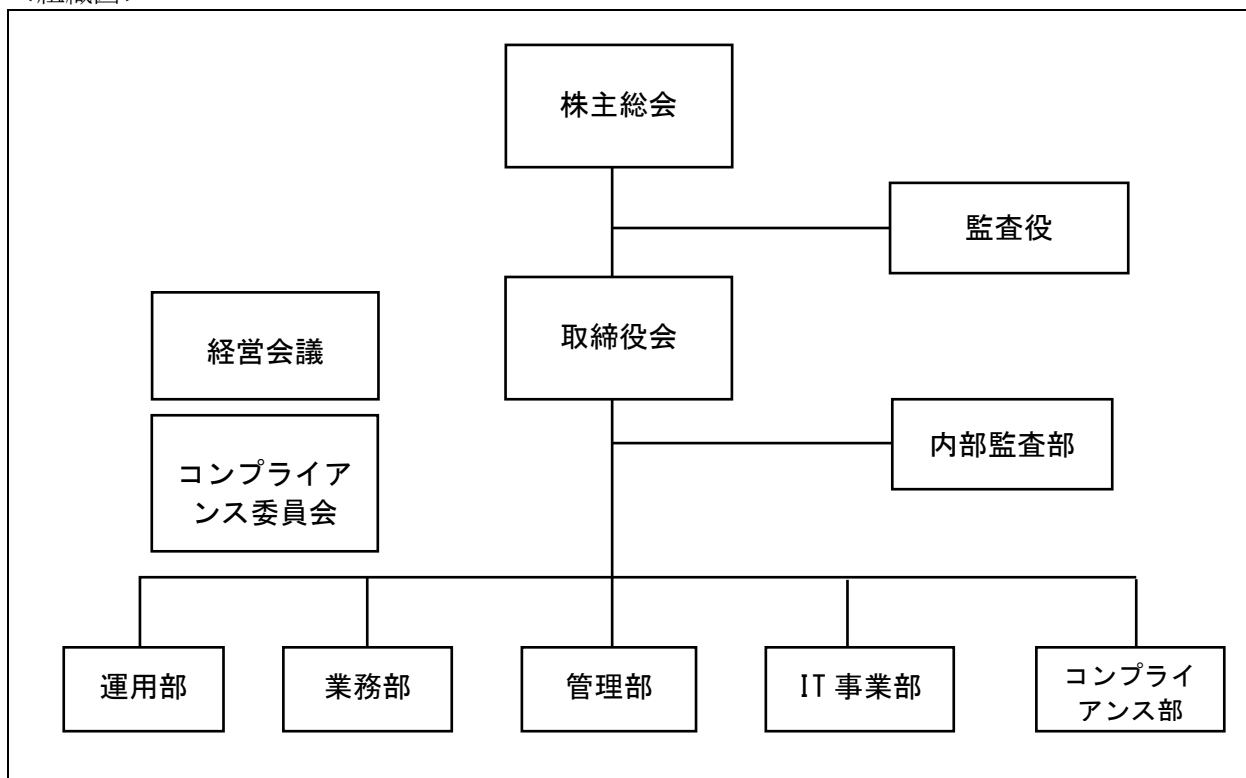 株主総会
監査役
取締役会
経営会議
内部監査部
コンプライア
ンス委員会
運用部
業務部
管理部
IT 事業部
コンプライ
アンス部